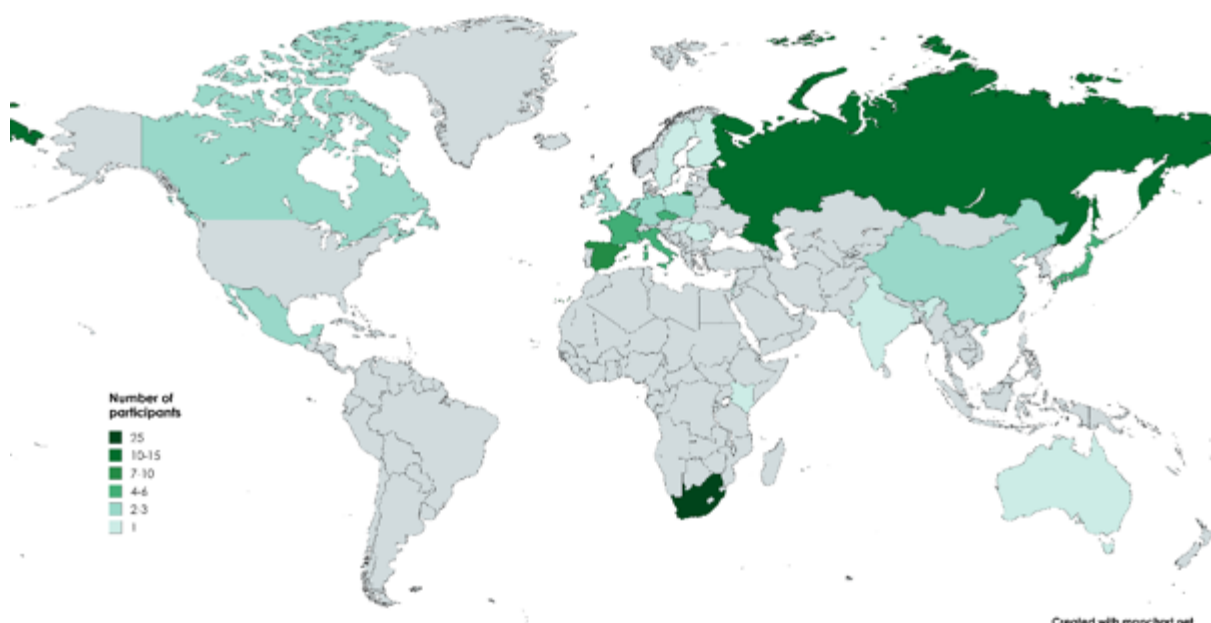 Number of
participants
25
10-15
7-10
4-6
2-3
1
Created with mapchart.net